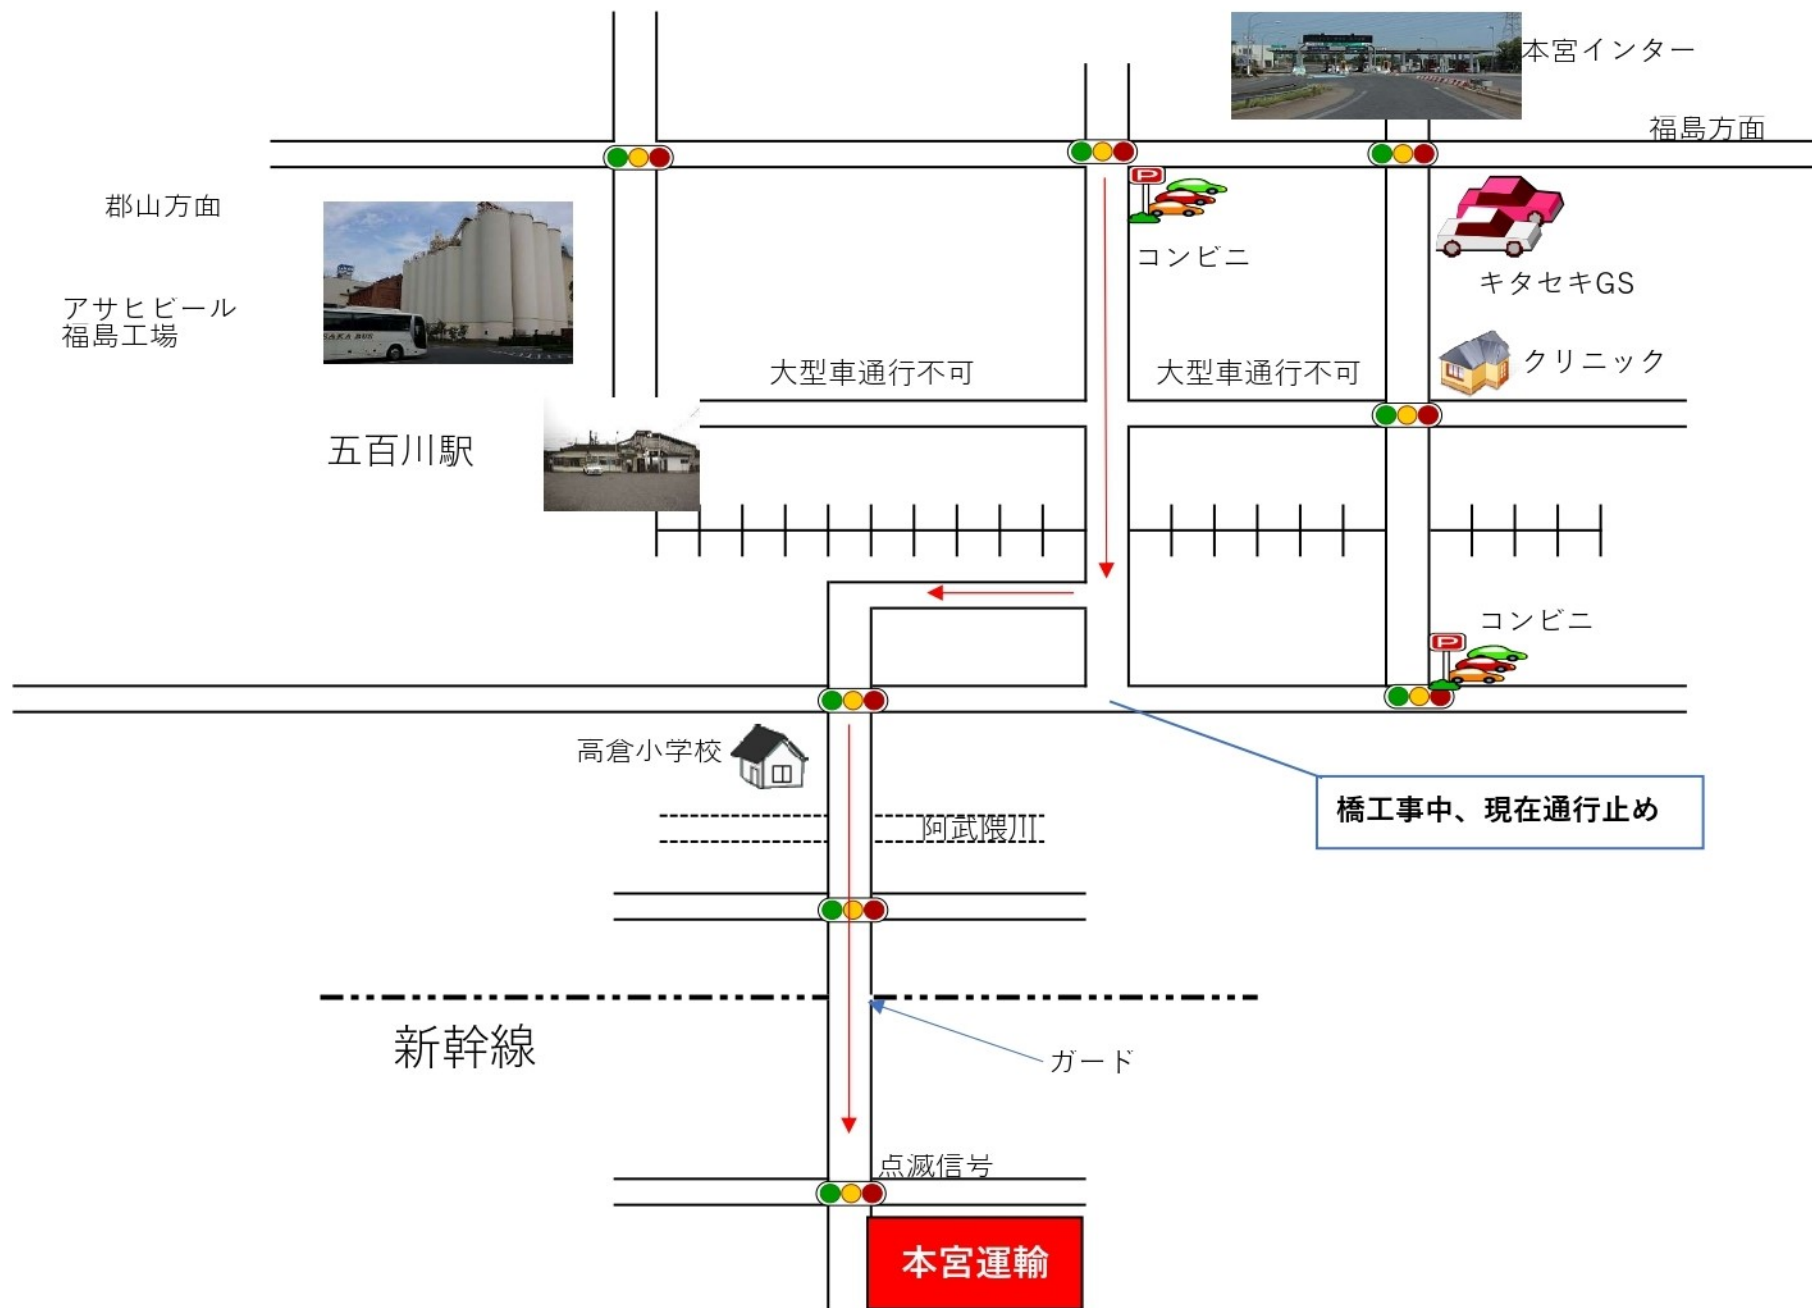 本宮インター
福島方面
郡山方面
コンビニ
キタセキGS
アサヒビール
福島工場
クリニック
大型車通行不可
大型車通行不可
五百川駅
コンビニ
高倉小学校
橋工事中、現在通行止め
阿武隈川
新幹線
ガード
点滅信号
本宮運輸